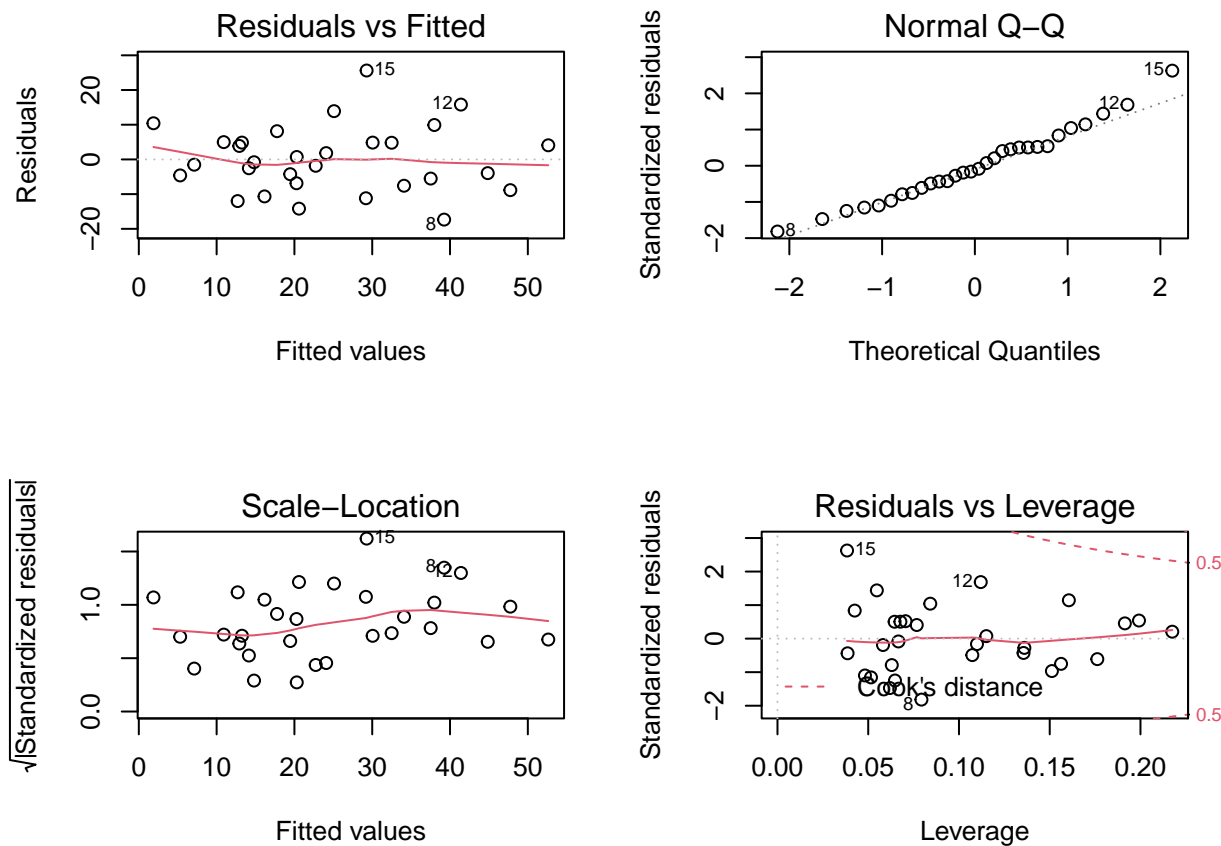 Residuals vs Fitted
Residuals
20
0
−20
15
12
8
0 10 20 30 40 50
Fitted values
Normal Q−Q
Standardized residuals
2
0
−2
15
12
8
−2 −1 0 1 2
Theoretical Quantiles
Scale−Location
√|Standardized residuals|
1.0
0.0
15
8
12
0 10 20 30 40 50
Fitted values
Residuals vs Leverage
Standardized residuals
2
0
−2
15
12
8
0.5
0.5
Cook's distance
0.00 0.05 0.10 0.15 0.20
Leverage